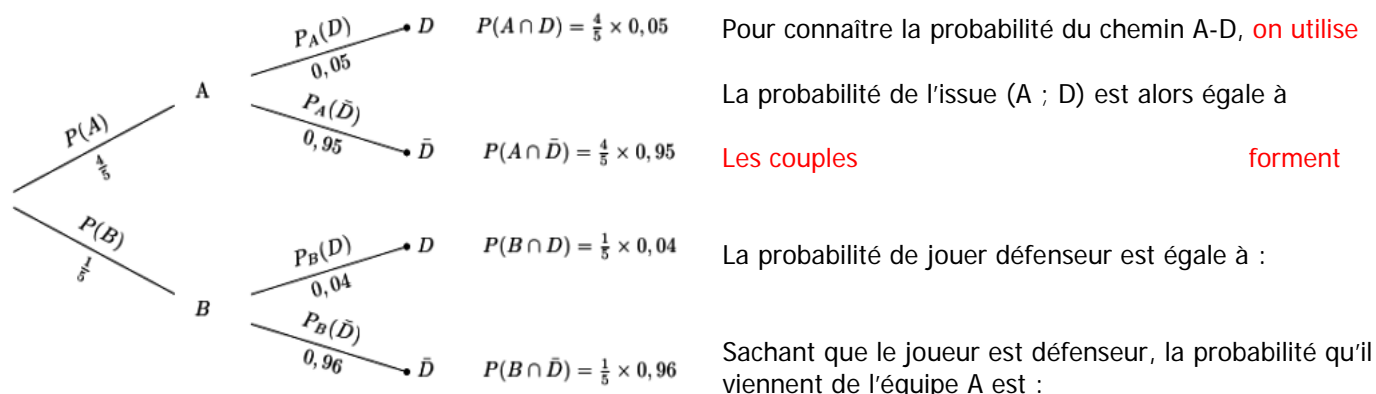 P_A(D)
0,05
D
P(A ∩ D) = 4/5 × 0,05
Pour connaître la probabilité du chemin A-D, on utilise
P(A)
4/5
A
La probabilité de l'issue (A ; D) est alors égale à
P_A(D̄)
0,95
D̄
P(A ∩ D̄) = 4/5 × 0,95
Les couples forment
P(B)
1/5
P_B(D)
0,04
D
P(B ∩ D) = 1/5 × 0,04
La probabilité de jouer défenseur est égale à :
B
P_B(D̄)
0,96
D̄
P(B ∩ D̄) = 1/5 × 0,96
Sachant que le joueur est défenseur, la probabilité qu'il
viennent de l'équipe A est :